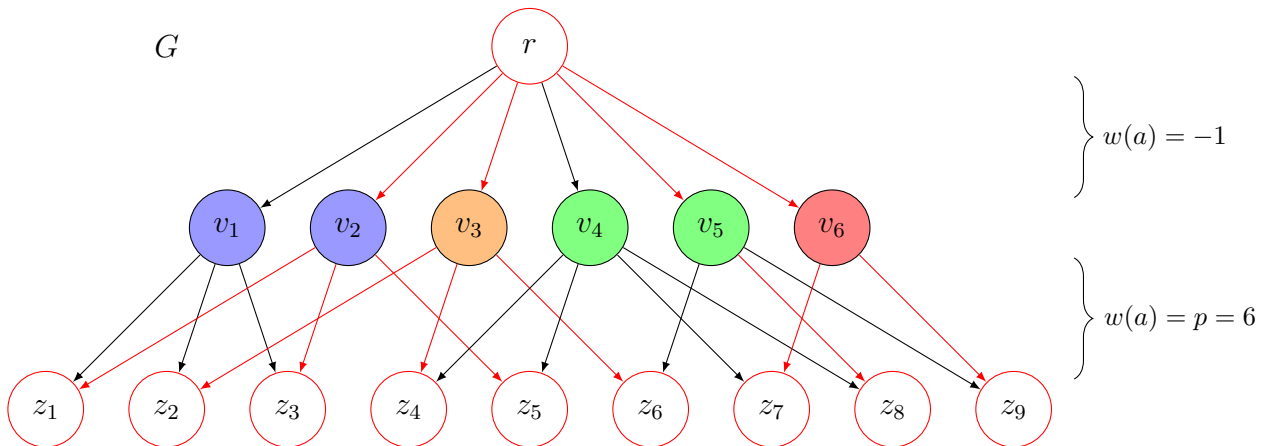 G
r
w(a) = −1
v₁ v₂ v₃ v₄ v₅ v₆
w(a) = p = 6
z₁ z₂ z₃ z₄ z₅ z₆ z₇ z₈ z₉